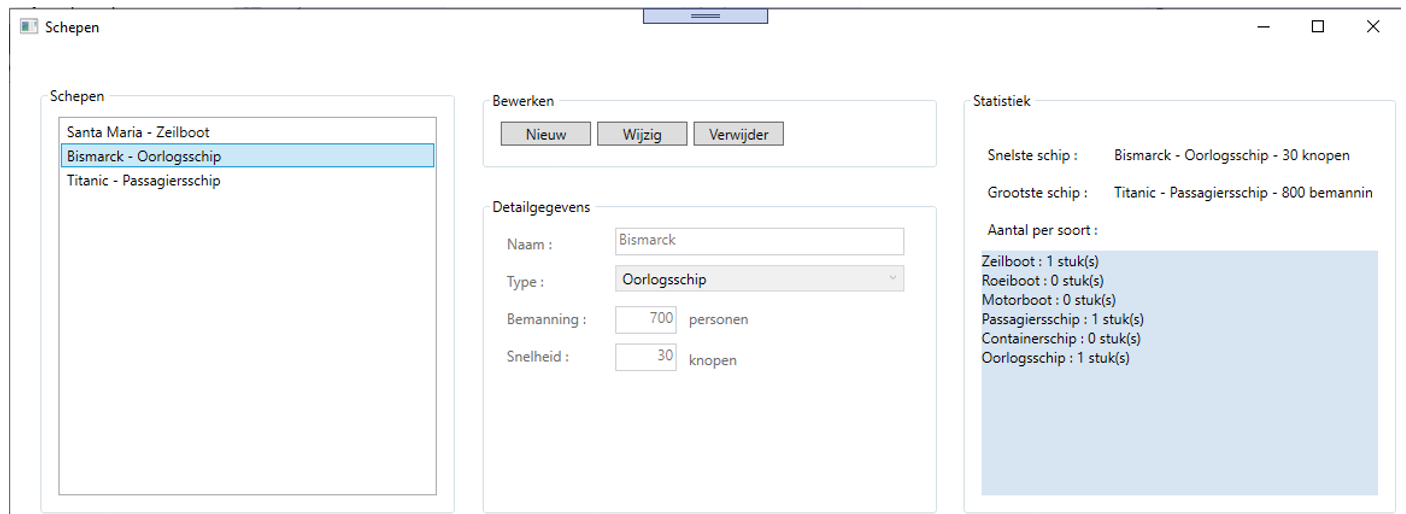 Schepen
Schepen
Santa Maria - Zeilboot
Bismarck - Oorlogsschip
Titanic - Passagiersschip
Bewerken
Nieuw Wijzig Verwijder
Detailgegevens
Naam : Bismarck
Type : Oorlogsschip
Bemanning : 700 personen
Snelheid : 30 knopen
Statistiek
Snelste schip : Bismarck - Oorlogsschip - 30 knopen
Grootste schip : Titanic - Passagiersschip - 800 bemannin
Aantal per soort :
Zeilboot : 1 stuk(s)
Roeiboot : 0 stuk(s)
Motorboot : 0 stuk(s)
Passagiersschip : 1 stuk(s)
Containerschip : 0 stuk(s)
Oorlogsschip : 1 stuk(s)